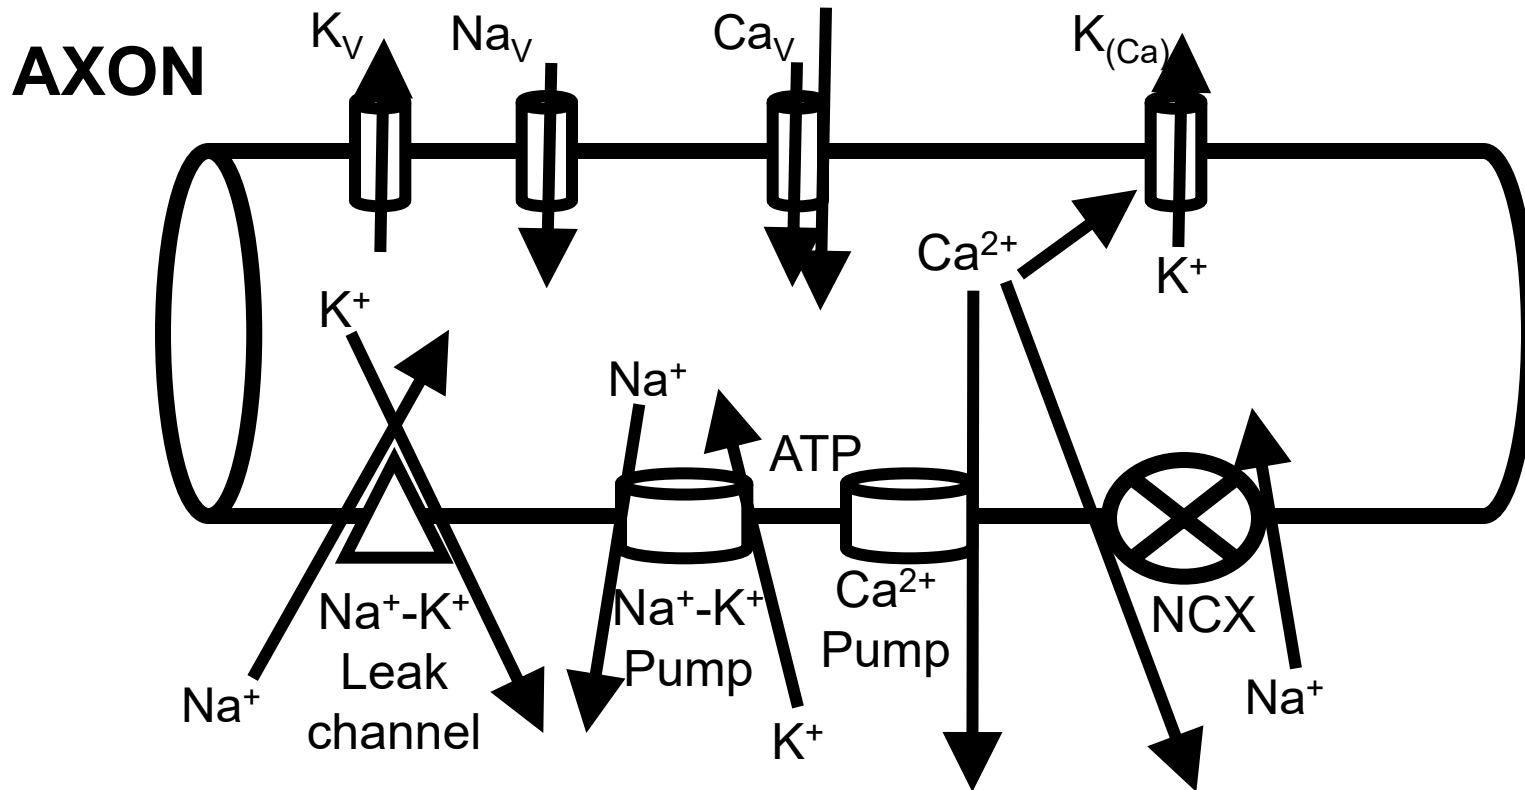 AXON
K_V
Na_V
Ca_V
K_(Ca)
Ca²⁺
K⁺
K⁺
Na⁺
ATP
Na⁺-K⁺
Leak
channel
Na⁺
Na⁺-K⁺
Pump
K⁺
Ca²⁺
Pump
NCX
Na⁺